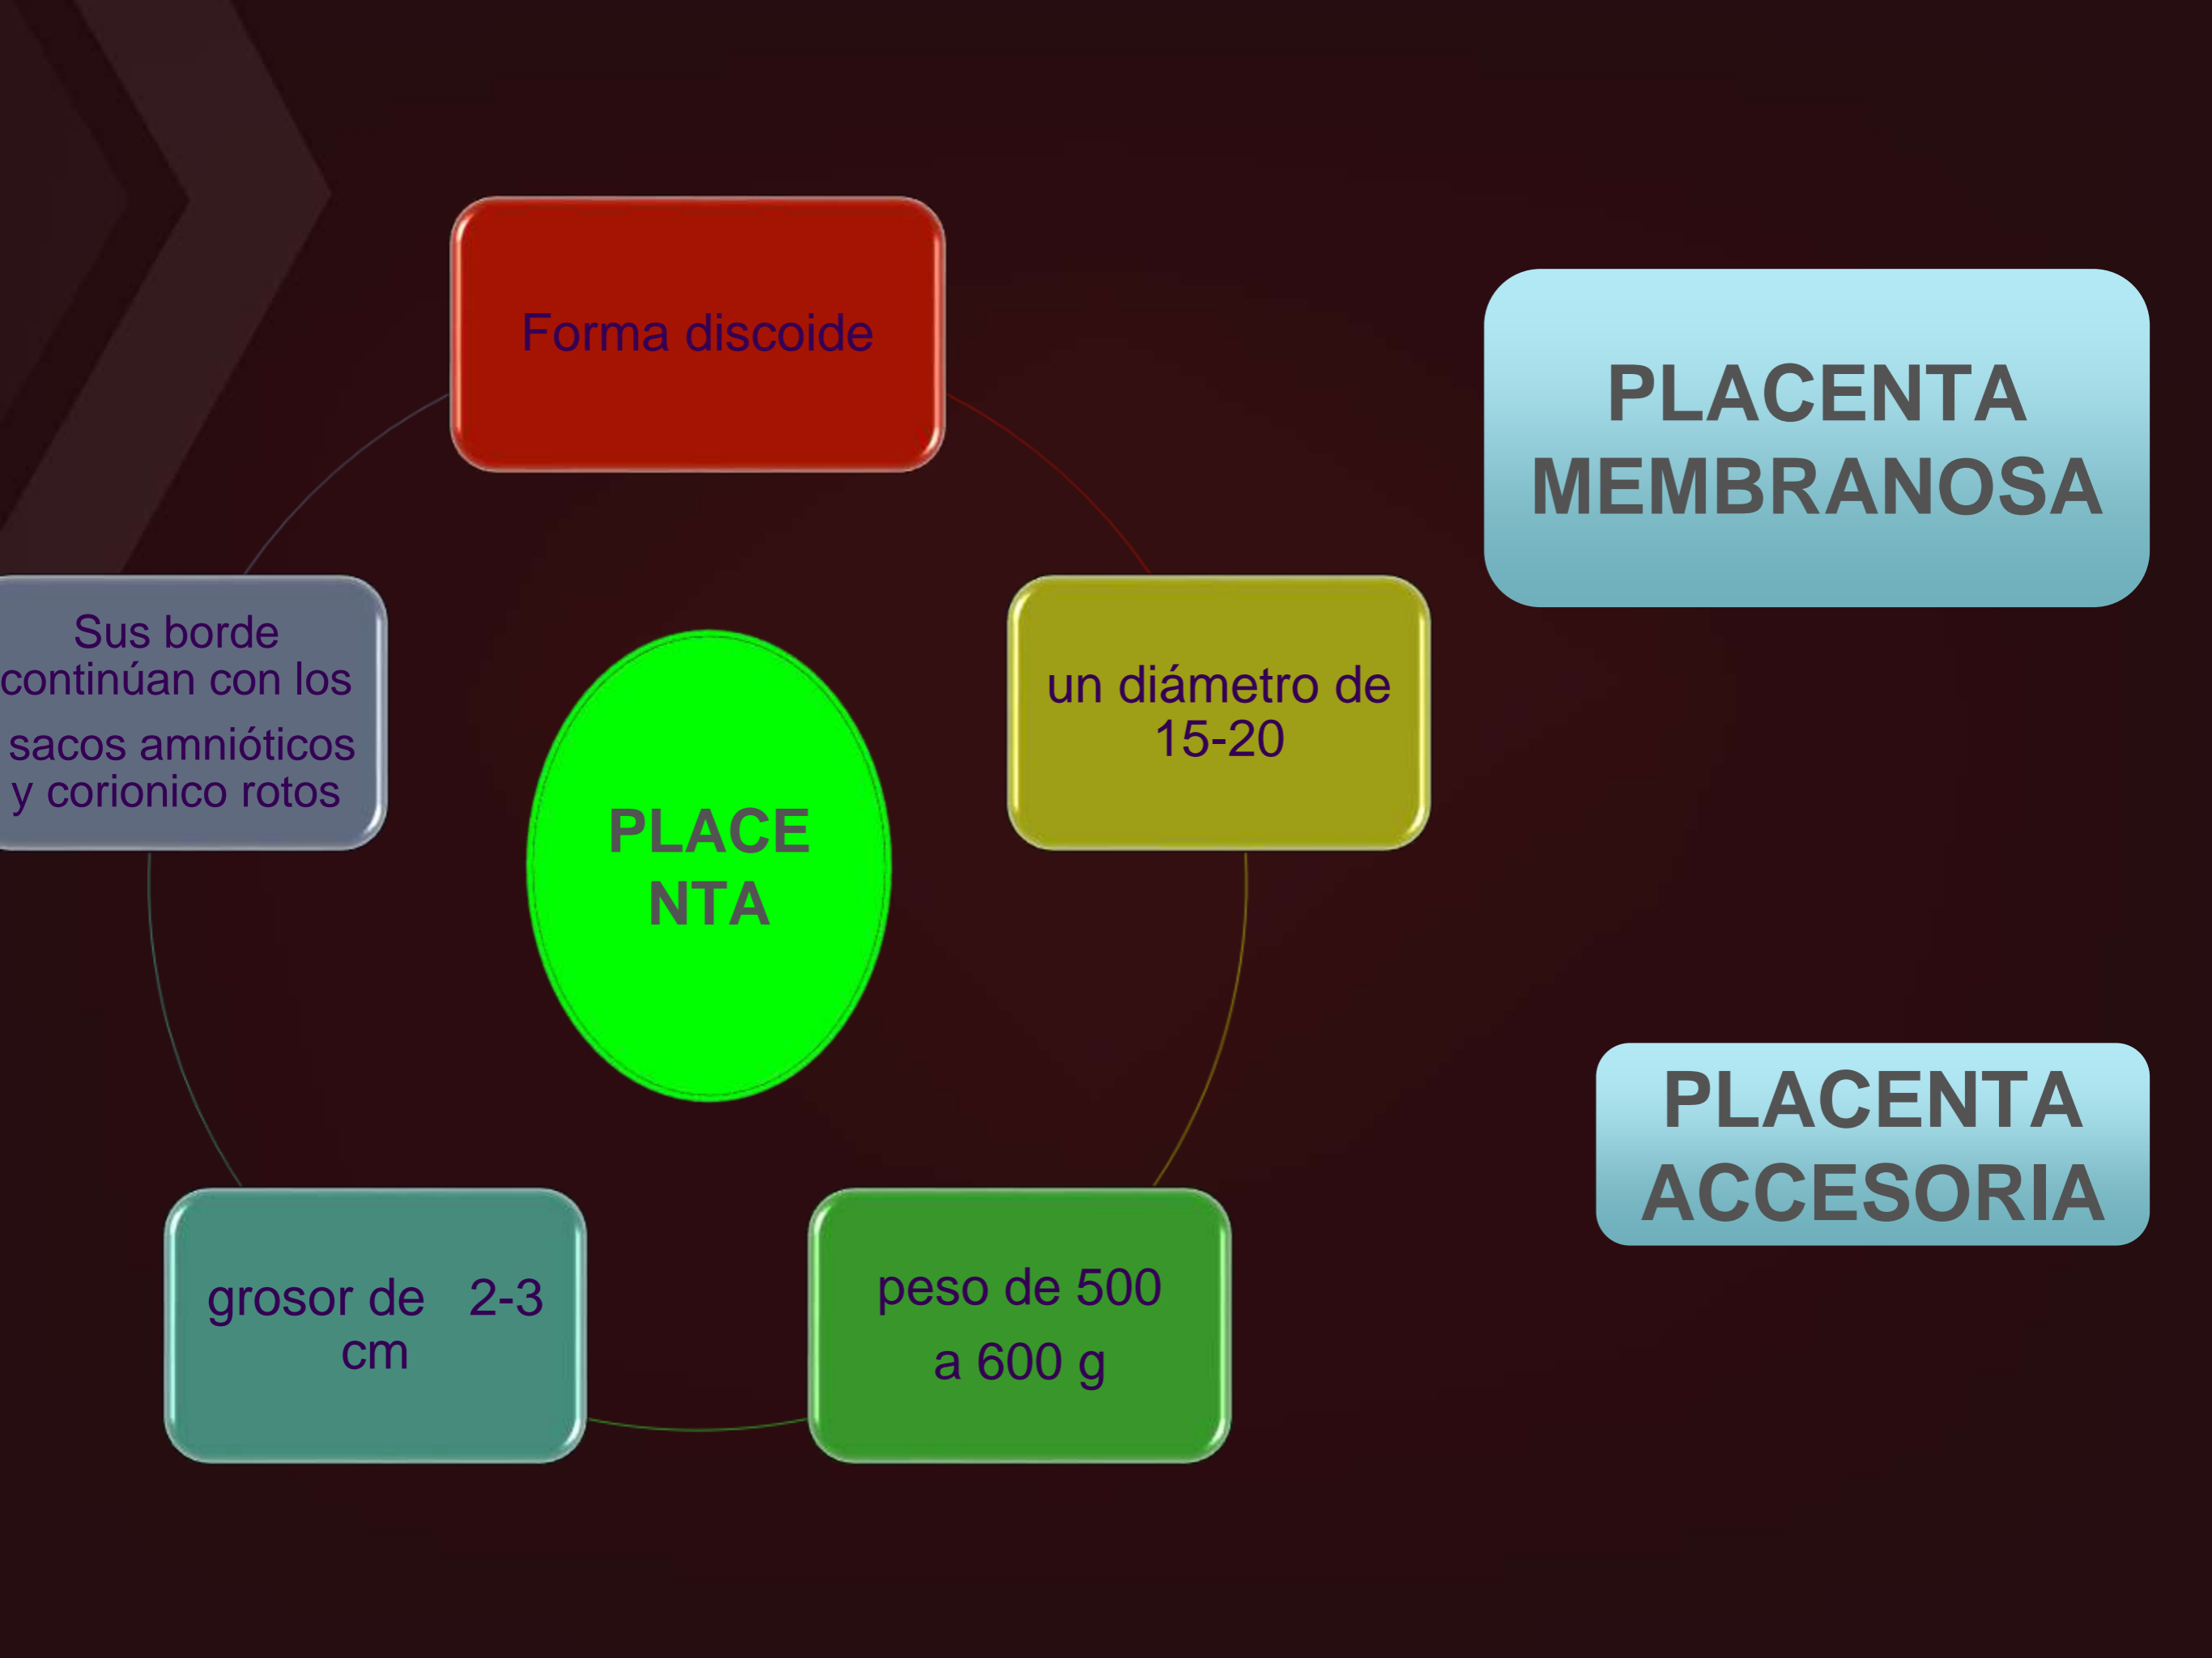 Forma discoide
un diámetro de
15-20
peso de 500
a 600 g
grosor de 2-3
cm
Sus borde
continúan con los
sacos amnióticos
y corionico rotos
PLACE
NTA
PLACENTA
MEMBRANOSA
PLACENTA
ACCESORIA